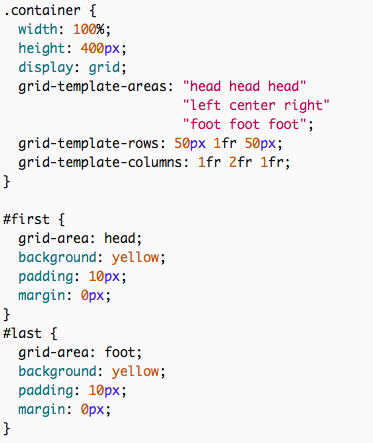 .container {
  width: 100%;
  height: 400px;
  display: grid;
  grid-template-areas: "head head head"
                       "left center right"
                       "foot foot foot";
  grid-template-rows: 50px 1fr 50px;
  grid-template-columns: 1fr 2fr 1fr;
}

#first {
  grid-area: head;
  background: yellow;
  padding: 10px;
  margin: 0px;
}
#last {
  grid-area: foot;
  background: yellow;
  padding: 10px;
  margin: 0px;
}